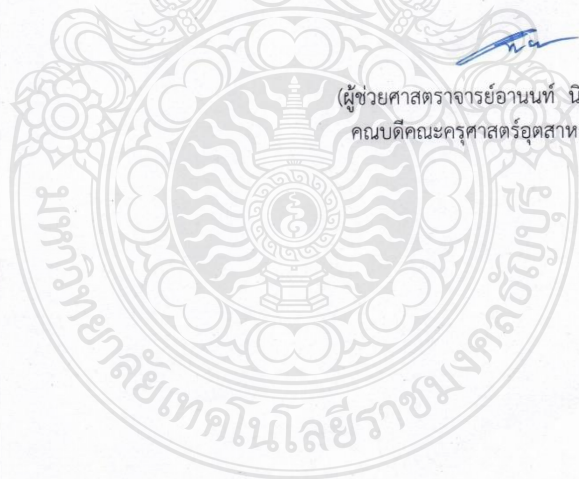 (ผู้ช่วยศาสตราจารย์อานนท์ นิ
คณบดีคณะครุศาสตร์อุตสาห
มหาวิทยาลัยเทคโนโลยีราชมงคลธัญบุรี